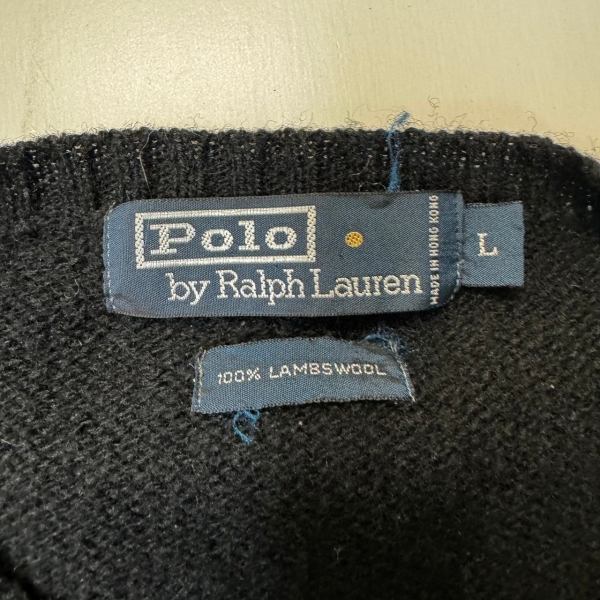 Polo
by Ralph Lauren
MADE IN HONG KONG
L
100% LAMBSWOOL